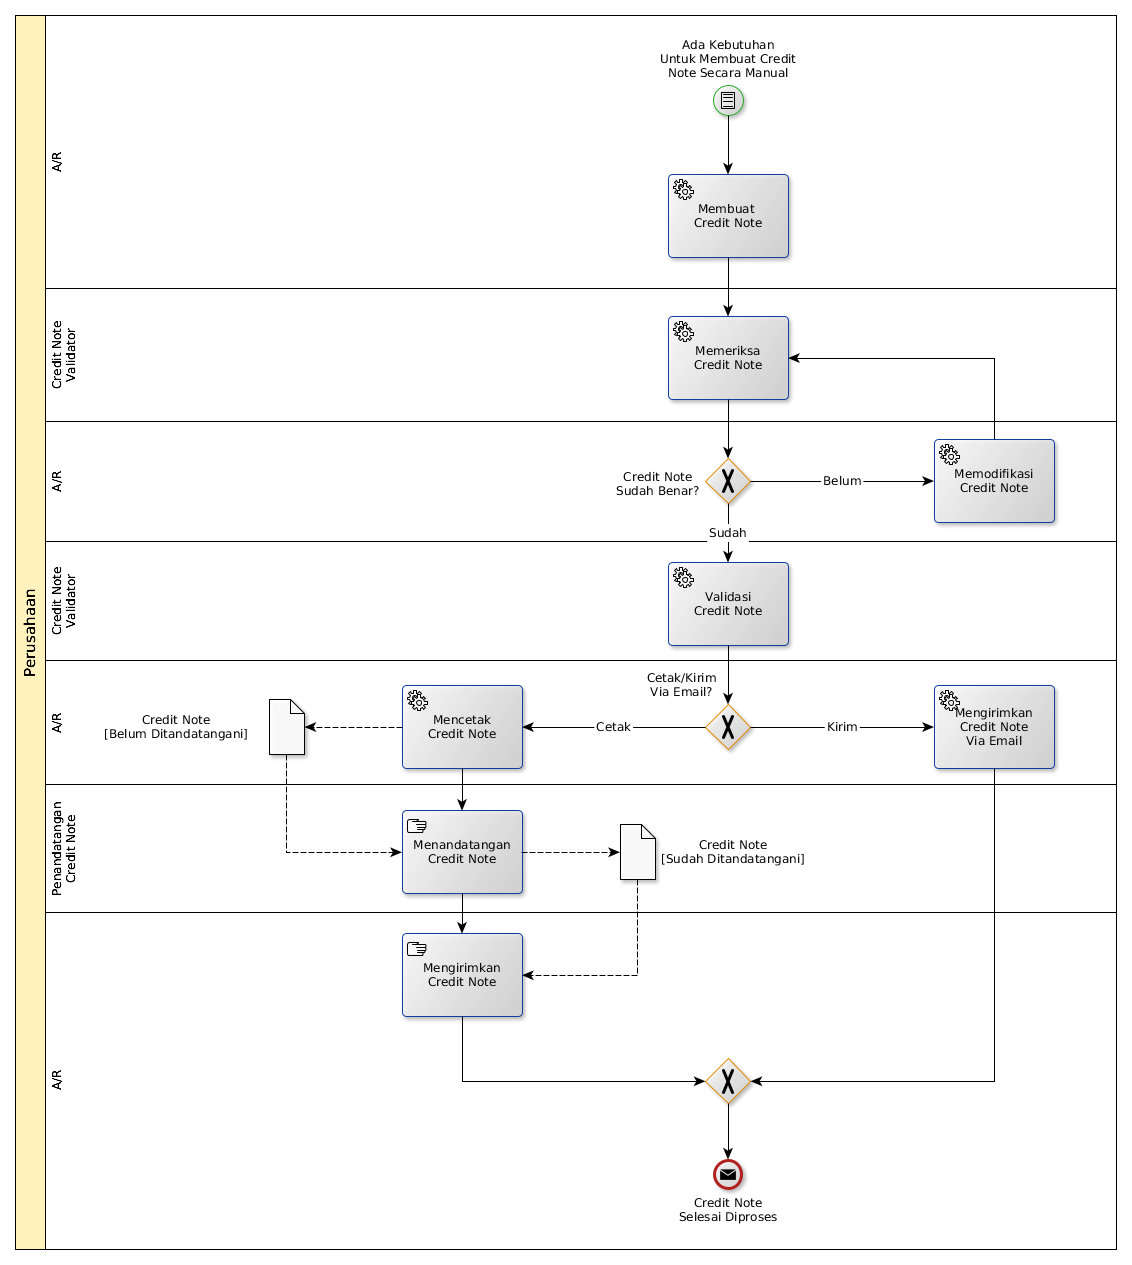 Perusahaan
A/R
Ada Kebutuhan
Untuk Membuat Credit
Note Secara Manual
Membuat
Credit Note
Credit Note
Validator
Memeriksa
Credit Note
A/R
Credit Note
Sudah Benar?
Belum
Memodifikasi
Credit Note
Sudah
Credit Note
Validator
Validasi
Credit Note
A/R
Cetak/Kirim
Via Email?
Credit Note
[Belum Ditandatangani]
Mencetak
Credit Note
Cetak
Kirim
Mengirimkan
Credit Note
Via Email
Penandatangan
Credit Note
Menandatangan
Credit Note
Credit Note
[Sudah Ditandatangani]
A/R
Mengirimkan
Credit Note
Credit Note
Selesai Diproses